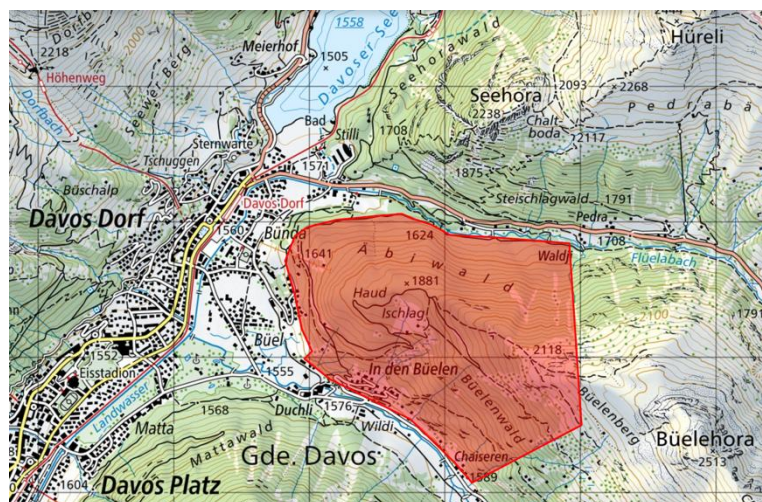 1558
2218
Höhenweg
Dorfbach
2000
Seewer Berg
Meierhof
1505
Davoser See
Seehorawald
Hüreli
2268
2093
Seehora
2238
Chalt-
boda
Pedrabä
2117
Bad
Stilli
1708
Sternwarte
Tschuggen
1571
1875
Steischlagwald
1791
Büschalp
Davos Dorf
Davos Dorf
1560
Bünda
Pedra
1708
Flüelabach
1624
1641
Äbiwald
Waldji
1881
Haud
Ischlag
2100
1791
Büel
2118
1552
Eisstadion
1555
In den Büelen
Büelenwald
Büelenberg
Landwasser
1568
Duchli
1576
Wildi
Matta
Mattawald
Gde. Davos
Chaiseren
1589
Büelehora
2513
1604
Davos Platz